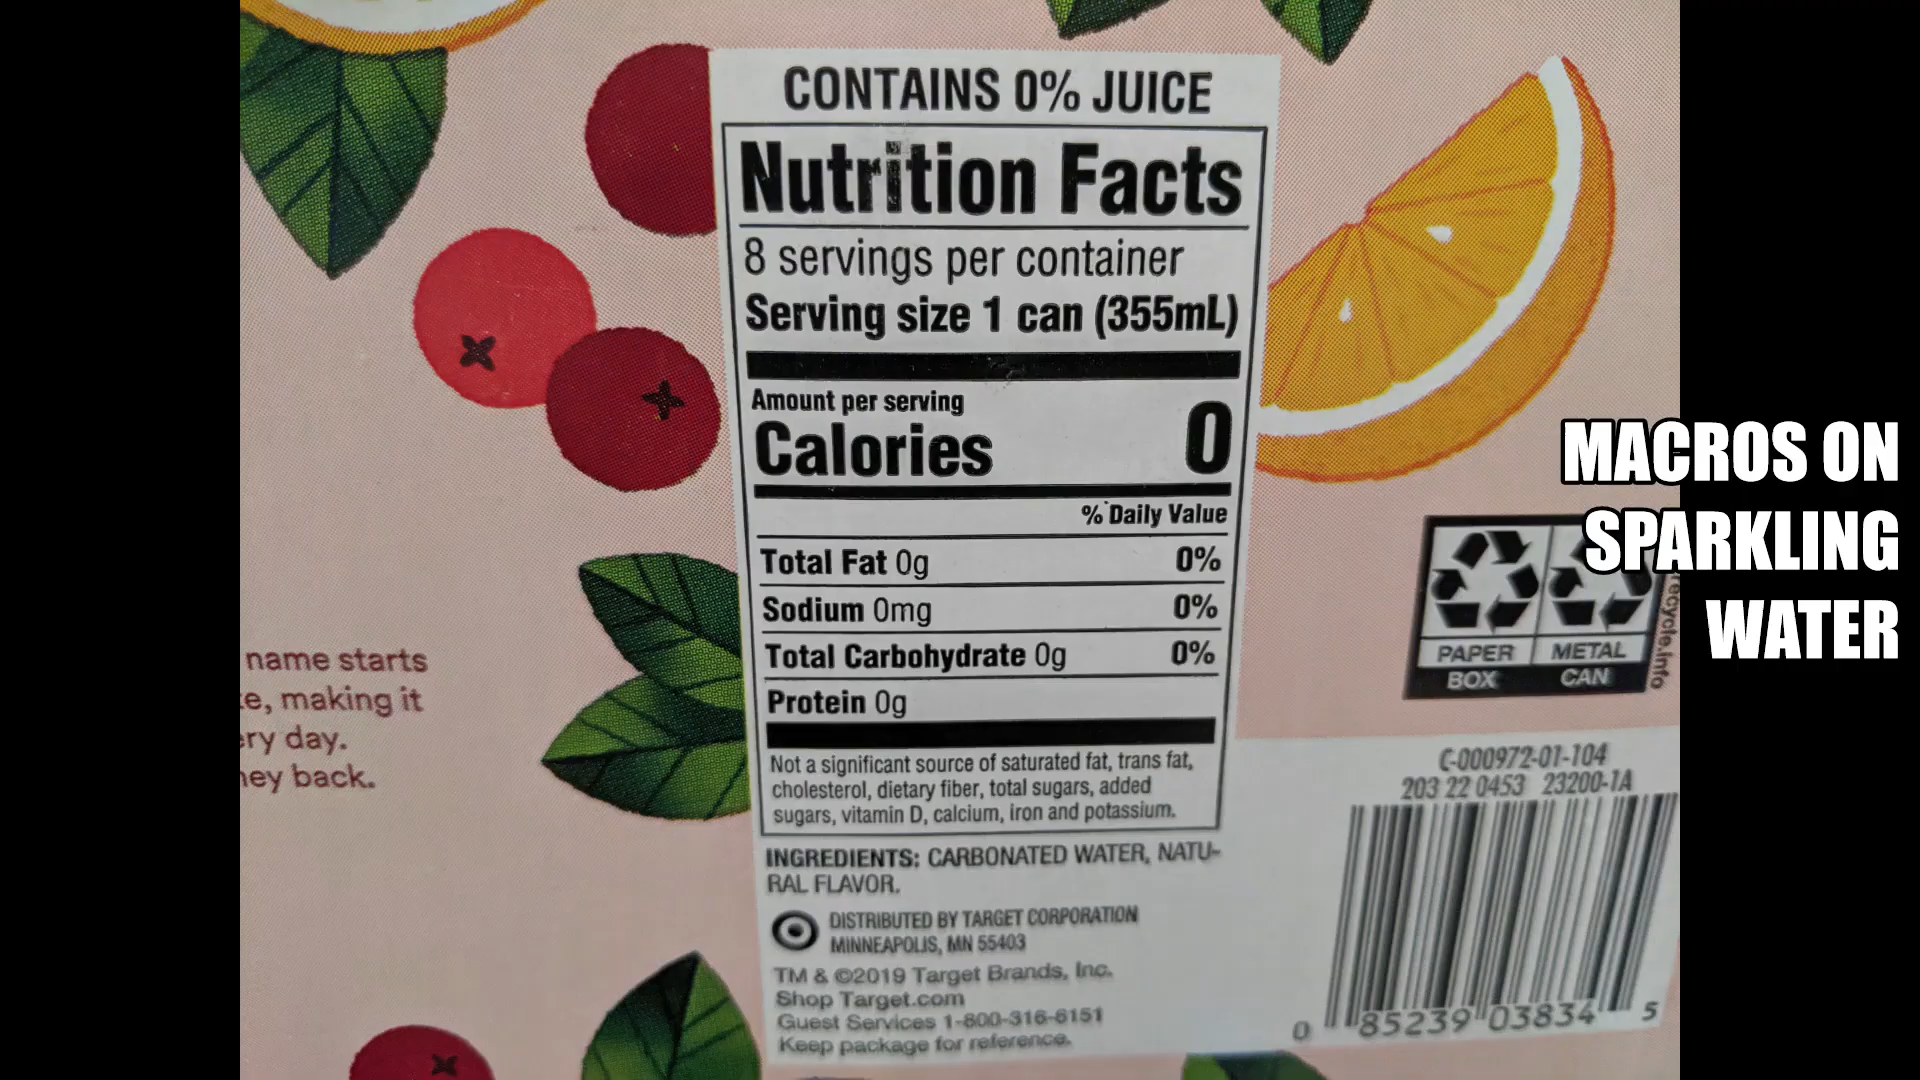 CONTAINS 0% JUICE
Nutrition Facts
8 servings per container
Serving size 1 can (355mL)
Amount per serving
Calories 0
% Daily Value
Total Fat 0g 0%
Sodium 0mg 0%
Total Carbohydrate 0g 0%
Protein 0g
Not a significant source of saturated fat, trans fat,
cholesterol, dietary fiber, total sugars, added
sugars, vitamin D, calcium, iron and potassium.
INGREDIENTS: CARBONATED WATER, NATU-
RAL FLAVOR.
DISTRIBUTED BY TARGET CORPORATION
MINNEAPOLIS, MN 55403
TM & ©2019 Target Brands, Inc.
Shop Target.com
Guest Services 1-800-316-6151
Keep package for reference.
name starts
e, making it
ry day.
ey back.
MACROS ON
SPARKLING
WATER
PAPER METAL
BOX CAN
recycle.info
C-000972-01-104
203 22 0453 23200-1A
0 85239 03834 5